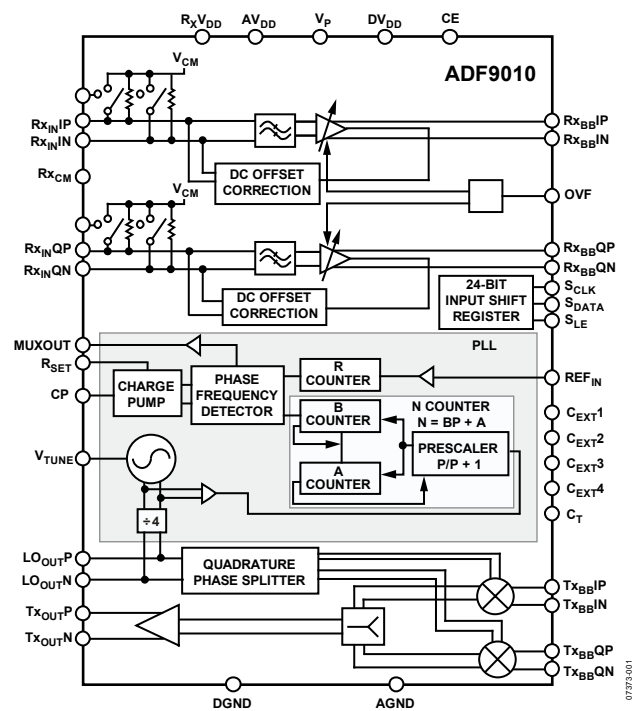 RXVDD AVDD VP DVDD CE
ADF9010
VCM
RxINIP
RxININ
RxCM
DC OFFSET
CORRECTION
RxBBIP
RxBBIN
OVF
VCM
RxINQP
RxINQN
DC OFFSET
CORRECTION
RxBBQP
RxBBQN
24-BIT
INPUT SHIFT
REGISTER
SCLK
SDATA
SLE
MUXOUT
RSET
CP
VTUNE
PLL
CHARGE
PUMP
PHASE
FREQUENCY
DETECTOR
R
COUNTER
REFIN
B
COUNTER
N COUNTER
N = BP + A
PRESCALER
P/P + 1
A
COUNTER
÷4
CEXT1
CEXT2
CEXT3
CEXT4
CT
LOOUTP
LOOUTN
QUADRATURE
PHASE SPLITTER
TxOUTP
TxOUTN
TxBBIP
TxBBIN
TxBBQP
TxBBQN
DGND AGND
07373-001